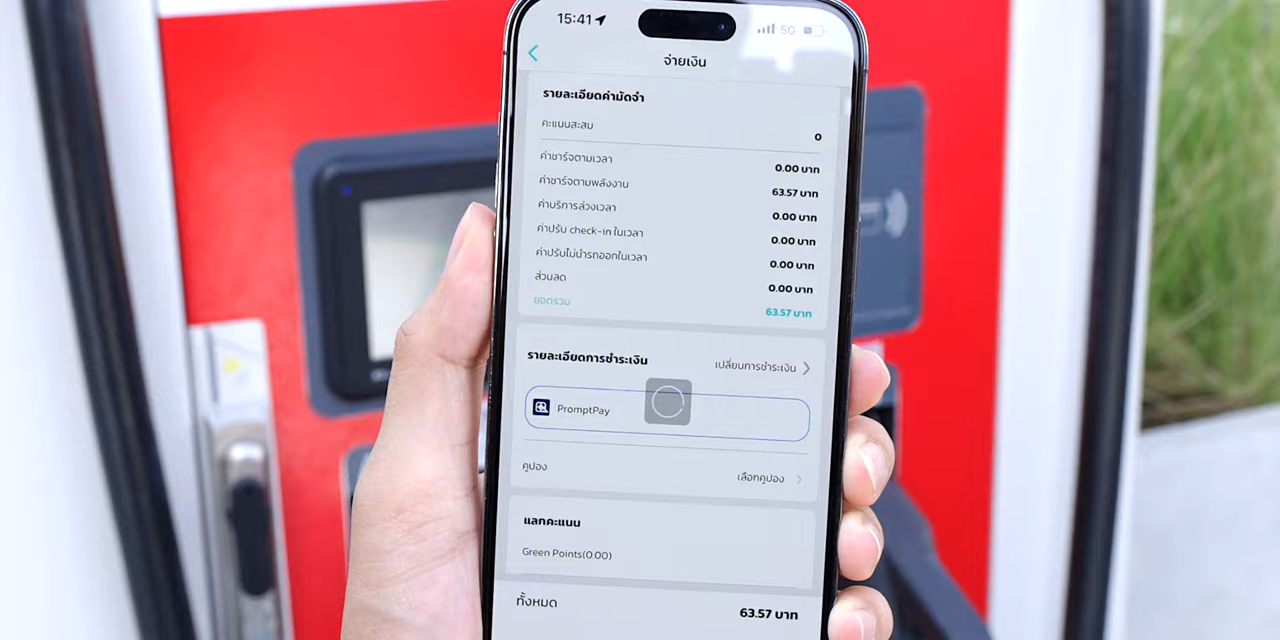 15:41
5G
จ่ายเงิน
รายละเอียดค่ามัดจำ
คะแนนสะสม 0
ค่าชาร์จตามเวลา 0.00 บาท
ค่าชาร์จตามพลังงาน 63.57 บาท
ค่าบริการล่วงเวลา 0.00 บาท
ค่าปรับ check-in ในเวลา 0.00 บาท
ค่าปรับไม่นำรถออกในเวลา 0.00 บาท
ส่วนลด 0.00 บาท
ยอดรวม 63.57 บาท
รายละเอียดการชำระเงิน เปลี่ยนการชำระเงิน
PromptPay
คูปอง เลือกคูปอง
แลกคะแนน
Green Points(0.00)
ทั้งหมด 63.57 บาท